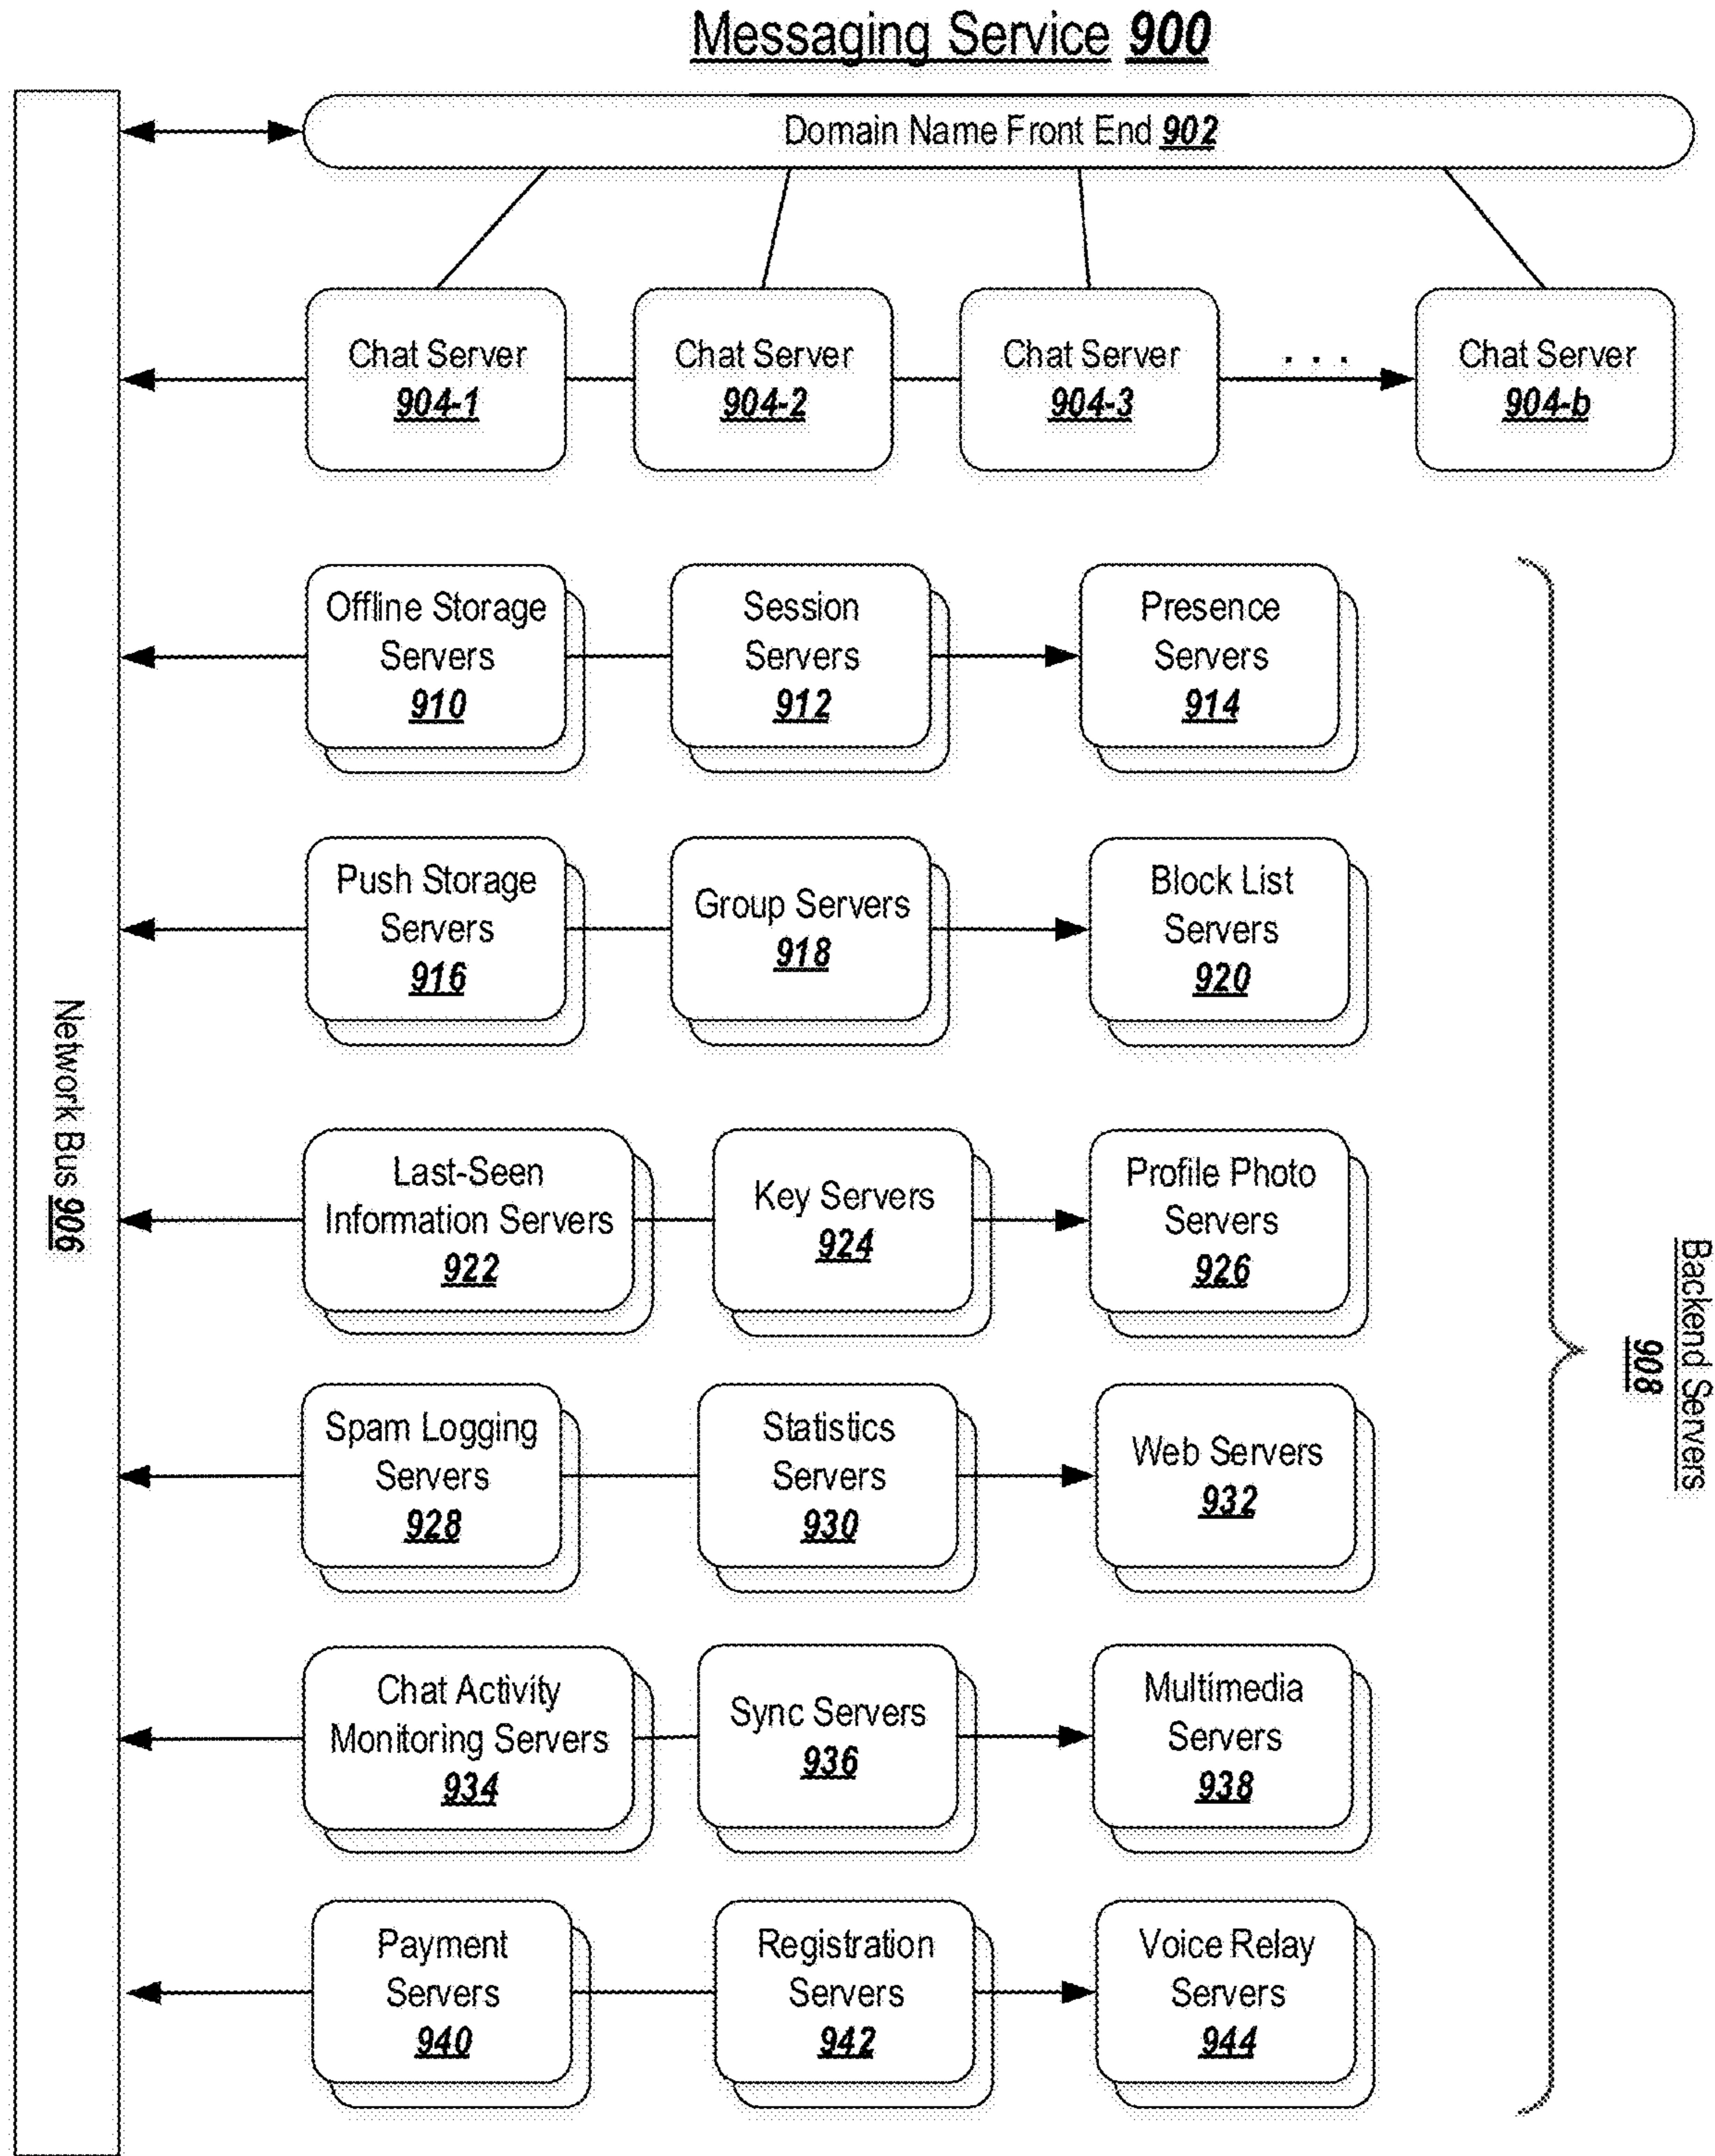 Messaging Service 900
Domain Name Front End 902
Chat Server
904-1
Chat Server
904-2
Chat Server
904-3
. . .
Chat Server
904-b
Offline Storage
Servers
910
Session
Servers
912
Presence
Servers
914
Push Storage
Servers
916
Group Servers
918
Block List
Servers
920
Network Bus 906
Last-Seen
Information Servers
922
Key Servers
924
Profile Photo
Servers
926
Backend Servers
908
Spam Logging
Servers
928
Statistics
Servers
930
Web Servers
932
Chat Activity
Monitoring Servers
934
Sync Servers
936
Multimedia
Servers
938
Payment
Servers
940
Registration
Servers
942
Voice Relay
Servers
944